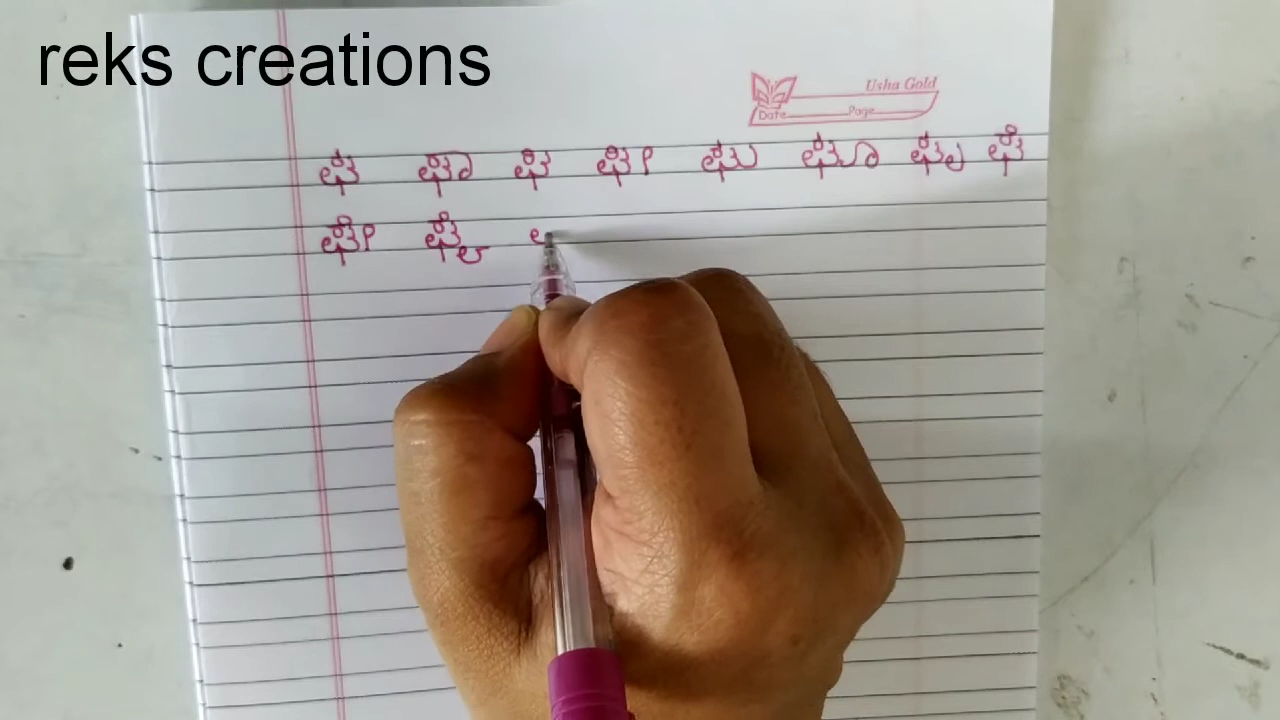 reks creations
Usha Gold
Date Page
ಛ ಛಾ ಛಿ ಛೀ ಛು ಛೂ ಛೃ ಛೆ
ಛೇ ಛೈ